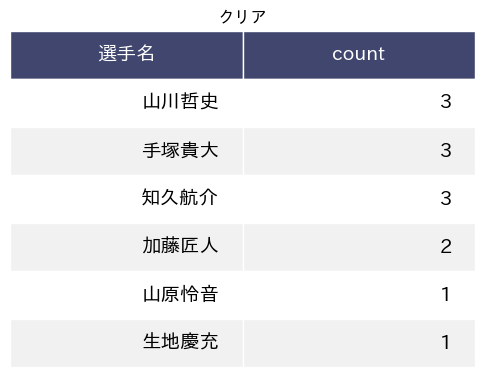 クリア
選手名 count
山川哲史 3
手塚貴大 3
知久航介 3
加藤匠人 2
山原怜音 1
生地慶充 1